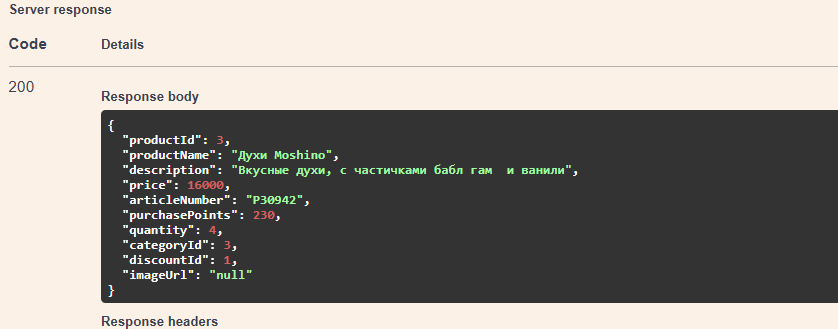 Server response
Code Details
200
Response body
{
"productId": 3,
"productName": "Духи Moshino",
"description": "Вкусные духи, с частичками бабл гам  и ванили",
"price": 16000,
"articleNumber": "P30942",
"purchasePoints": 230,
"quantity": 4,
"categoryId": 3,
"discountId": 1,
"imageUrl": "null"
}
Response headers